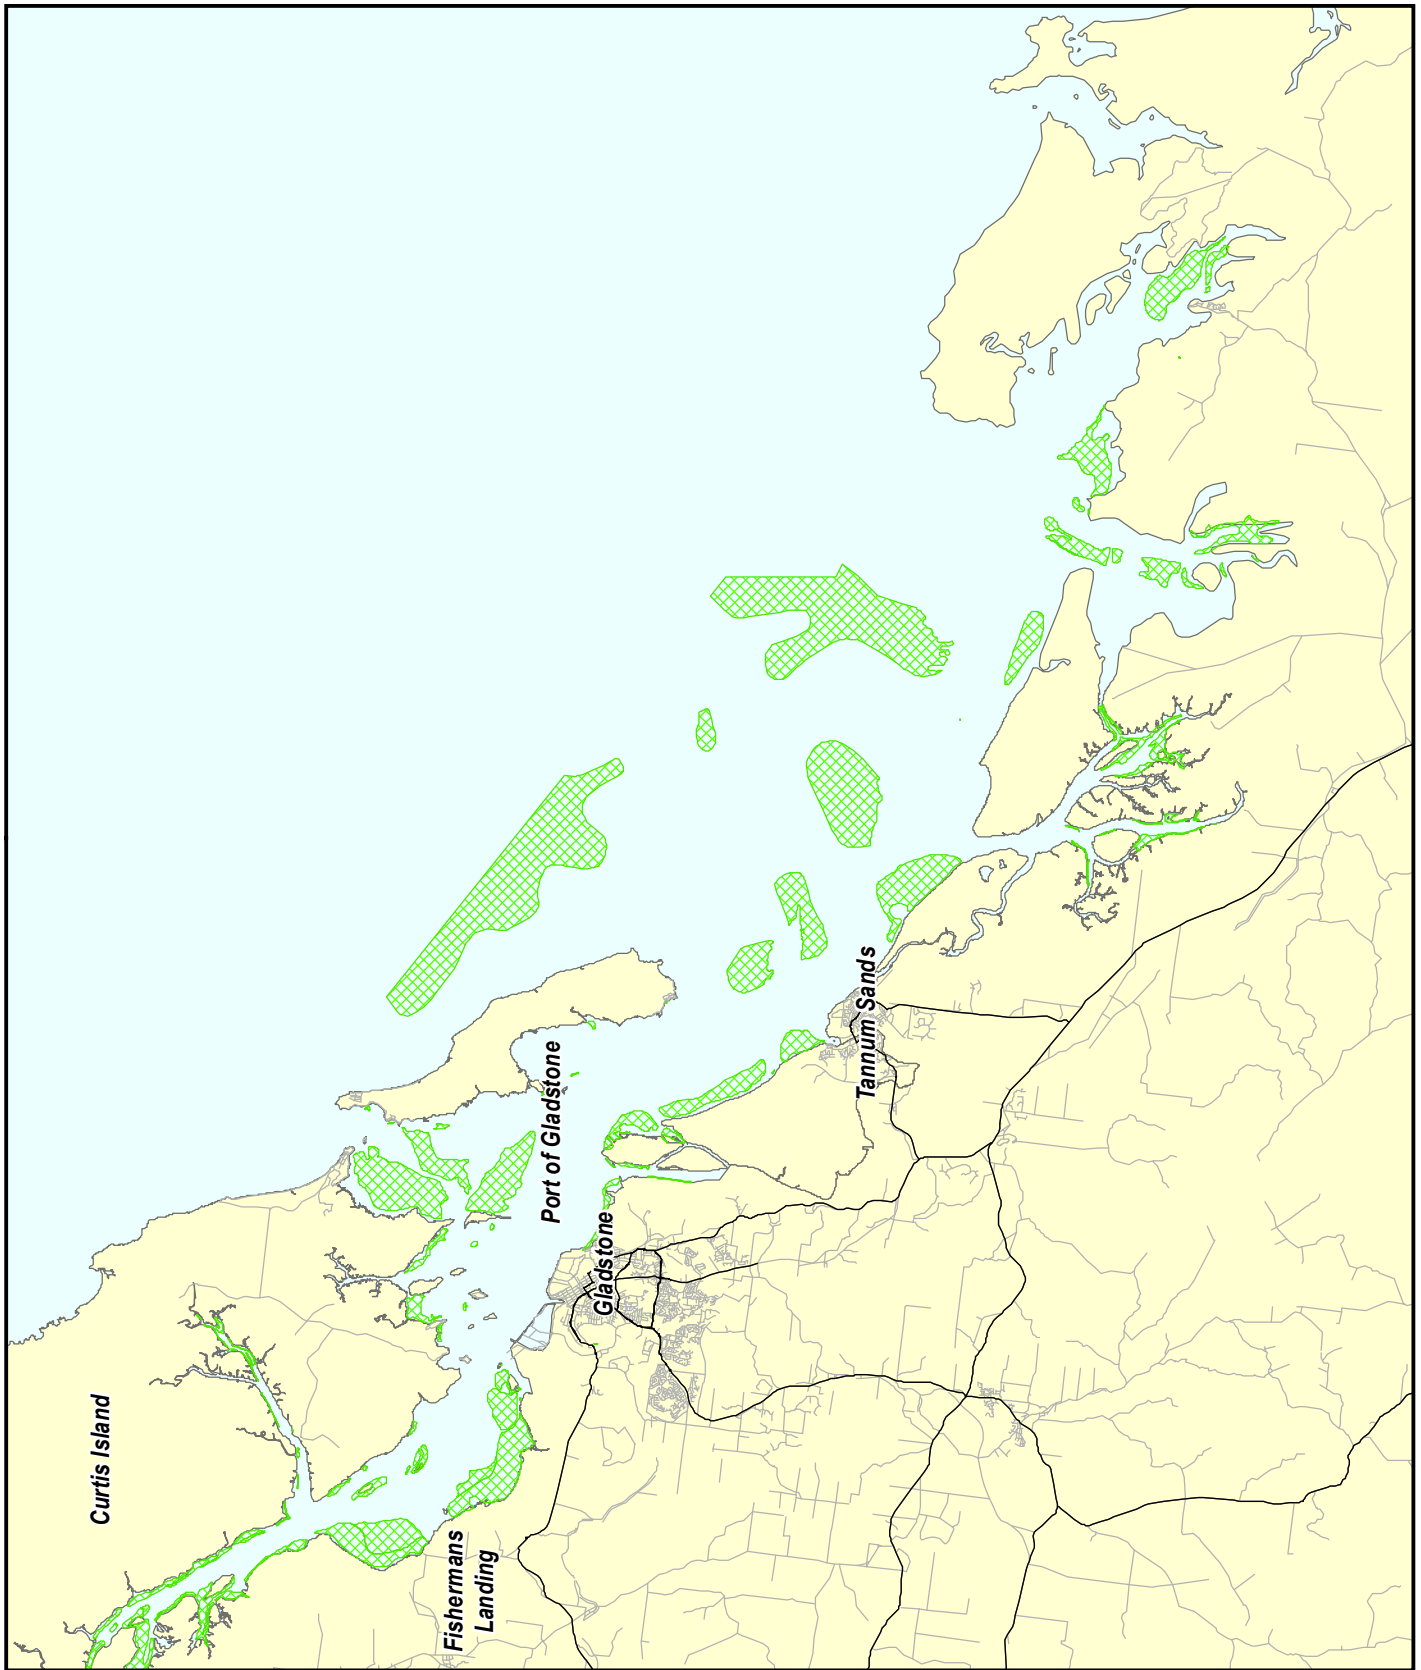 Curtis Island
Fishermans
Landing
Port of Gladstone
Gladstone
Tannum Sands